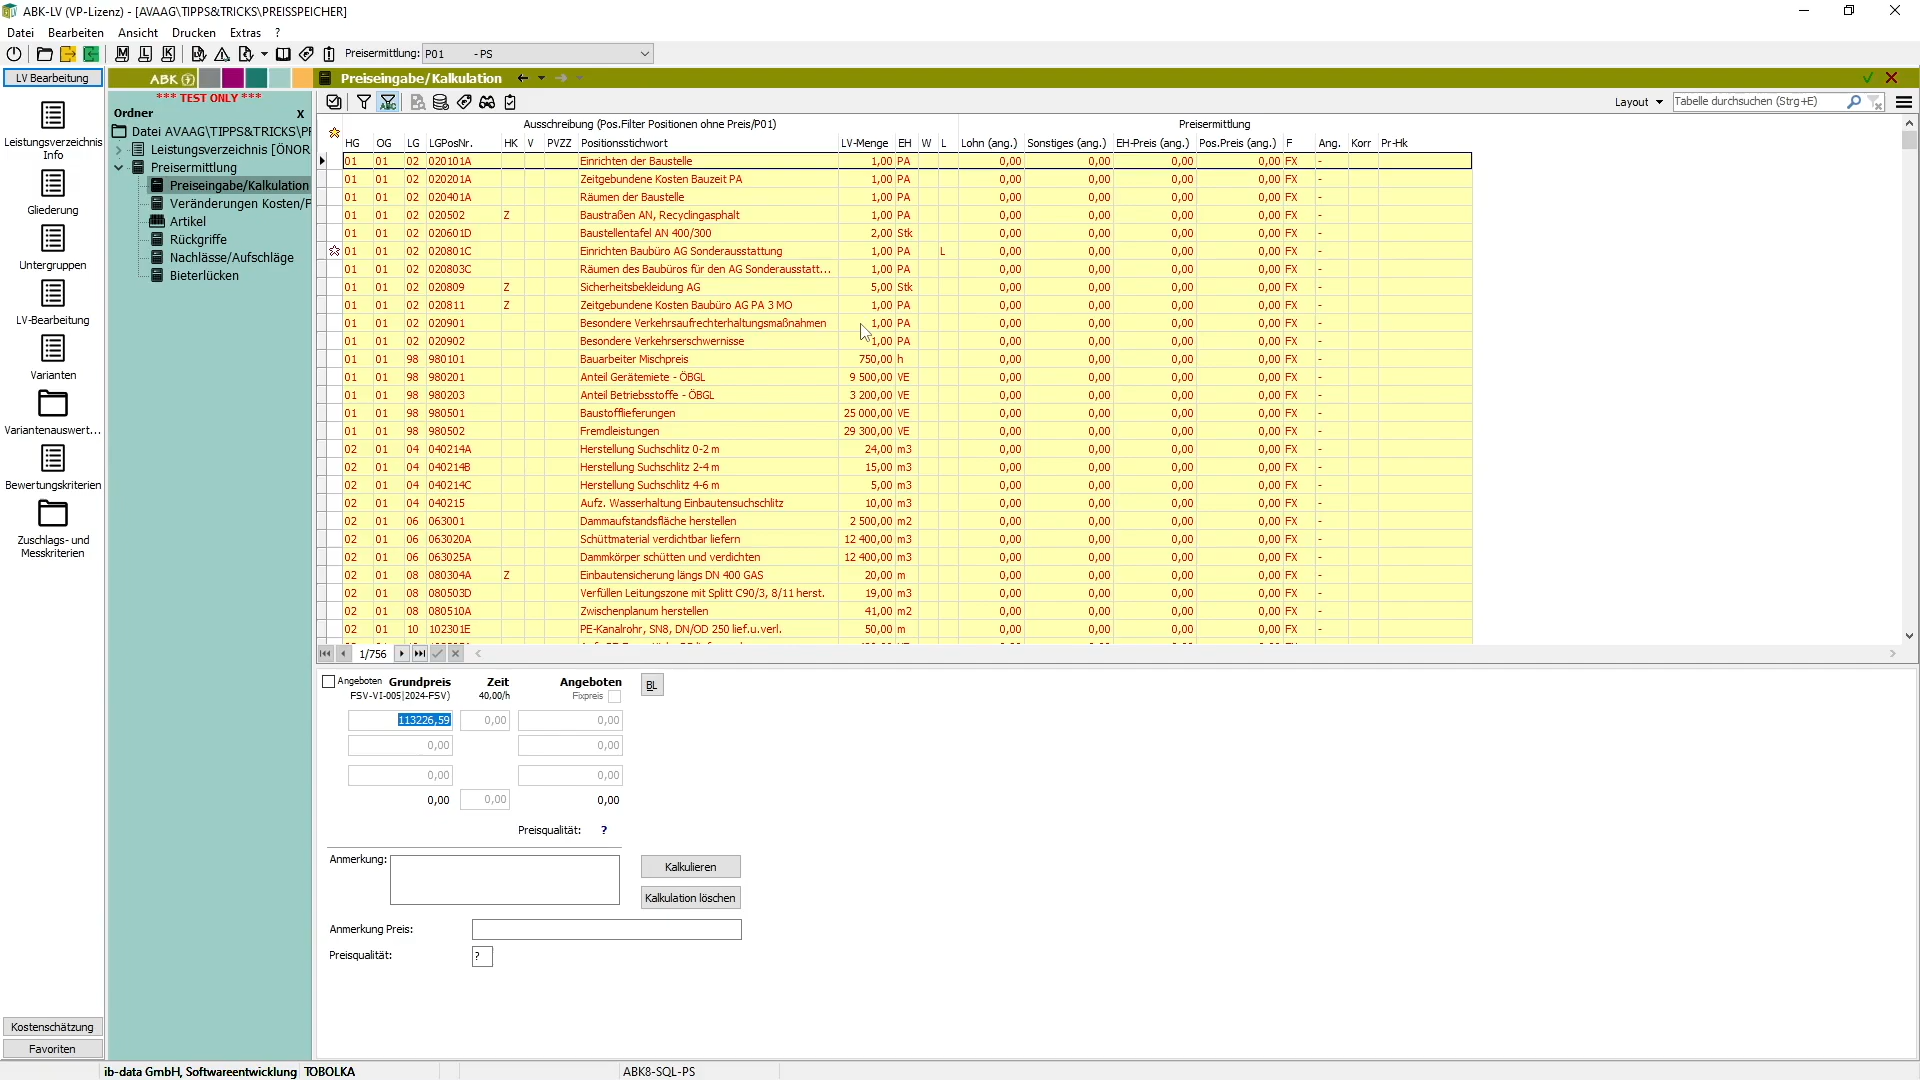 ABK-LV (VP-Lizenz) - [AVAAG\TIPPS&TRICKS\PREISSPEICHER]
Datei Bearbeiten Ansicht Drucken Extras ?
Preisermittlung: P01 - PS
LV Bearbeitung
ABK
Preiseingabe/Kalkulation
*** TEST ONLY ***
Ordner X
Datei AVAAG\TIPPS&TRICKS\PF
Leistungsverzeichnis [ÖNOR
Preisermittlung
Preiseingabe/Kalkulation
Veränderungen Kosten/P
Artikel
Rückgriffe
Nachlässe/Aufschläge
Bieterlücken
Leistungsverzeichnis
Info
Gliederung
Untergruppen
LV-Bearbeitung
Varianten
Variantenauswert...
Bewertungskriterien
Zuschlags- und
Messkriterien
Kostenschätzung
Favoriten
Layout Tabelle durchsuchen (Strg+E)
Ausschreibung (Pos.Filter Positionen ohne Preis/P01) Preisermittlung
HG OG LG LGPosNr. HK V PVZZ Positionsstichwort LV-Menge EH W L Lohn (ang.) Sonstiges (ang.) EH-Preis (ang.) Pos.Preis (ang.) F Ang. Korr Pr-Hk
01 01 02 020101A Einrichten der Baustelle 1,00 PA 0,00 0,00 0,00 0,00 FX -
01 01 02 020201A Zeitgebundene Kosten Bauzeit PA 1,00 PA 0,00 0,00 0,00 0,00 FX -
01 01 02 020401A Räumen der Baustelle 1,00 PA 0,00 0,00 0,00 0,00 FX -
01 01 02 020502 Z Baustraßen AN, Recyclingasphalt 1,00 PA 0,00 0,00 0,00 0,00 FX -
01 01 02 020601D Baustellentafel AN 400/300 2,00 Stk 0,00 0,00 0,00 0,00 FX -
01 01 02 020801C Einrichten Baubüro AG Sonderausstattung 1,00 PA L 0,00 0,00 0,00 0,00 FX -
01 01 02 020803C Räumen des Baubüros für den AG Sonderausstatt... 1,00 PA 0,00 0,00 0,00 0,00 FX -
01 01 02 020809 Z Sicherheitsbekleidung AG 5,00 Stk 0,00 0,00 0,00 0,00 FX -
01 01 02 020811 Z Zeitgebundene Kosten Baubüro AG PA 3 MO 1,00 PA 0,00 0,00 0,00 0,00 FX -
01 01 02 020901 Besondere Verkehrsaufrechterhaltungsmaßnahmen 1,00 PA 0,00 0,00 0,00 0,00 FX -
01 01 02 020902 Besondere Verkehrserschwernisse 1,00 PA 0,00 0,00 0,00 0,00 FX -
01 01 98 980101 Bauarbeiter Mischpreis 750,00 h 0,00 0,00 0,00 0,00 FX -
01 01 98 980201 Anteil Gerätemiete - ÖBGL 9 500,00 VE 0,00 0,00 0,00 0,00 FX -
01 01 98 980203 Anteil Betriebsstoffe - ÖBGL 3 200,00 VE 0,00 0,00 0,00 0,00 FX -
01 01 98 980501 Baustofflieferungen 25 000,00 VE 0,00 0,00 0,00 0,00 FX -
01 01 98 980502 Fremdleistungen 29 300,00 VE 0,00 0,00 0,00 0,00 FX -
02 01 04 040214A Herstellung Suchschlitz 0-2 m 24,00 m3 0,00 0,00 0,00 0,00 FX -
02 01 04 040214B Herstellung Suchschlitz 2-4 m 15,00 m3 0,00 0,00 0,00 0,00 FX -
02 01 04 040214C Herstellung Suchschlitz 4-6 m 5,00 m3 0,00 0,00 0,00 0,00 FX -
02 01 04 040215 Aufz. Wasserhaltung Einbautensuchschlitz 10,00 m3 0,00 0,00 0,00 0,00 FX -
02 01 06 063001 Dammaufstandsfläche herstellen 2 500,00 m2 0,00 0,00 0,00 0,00 FX -
02 01 06 063020A Schüttmaterial verdichtbar liefern 12 400,00 m3 0,00 0,00 0,00 0,00 FX -
02 01 06 063025A Dammkörper schütten und verdichten 12 400,00 m3 0,00 0,00 0,00 0,00 FX -
02 01 08 080304A Z Einbautensicherung längs DN 400 GAS 20,00 m 0,00 0,00 0,00 0,00 FX -
02 01 08 080503D Verfüllen Leitungszone mit Splitt C90/3, 8/11 herst. 19,00 m3 0,00 0,00 0,00 0,00 FX -
02 01 08 080510A Zwischenplanum herstellen 41,00 m2 0,00 0,00 0,00 0,00 FX -
02 01 10 102301E PE-Kanalrohr, SN8, DN/OD 250 lief.u.verl. 50,00 m 0,00 0,00 0,00 0,00 FX -
1/756
Angeboten Grundpreis Zeit Angeboten BL
FSV-VI-005|2024-FSV) 40,00/h Fixpreis
113226,59 0,00 0,00
0,00 0,00
0,00 0,00
0,00 0,00 0,00
Preisqualität: ?
Anmerkung: Kalkulieren
Kalkulation löschen
Anmerkung Preis:
Preisqualität: ?
ib-data GmbH, Softwareentwicklung TOBOLKA ABK8-SQL-PS